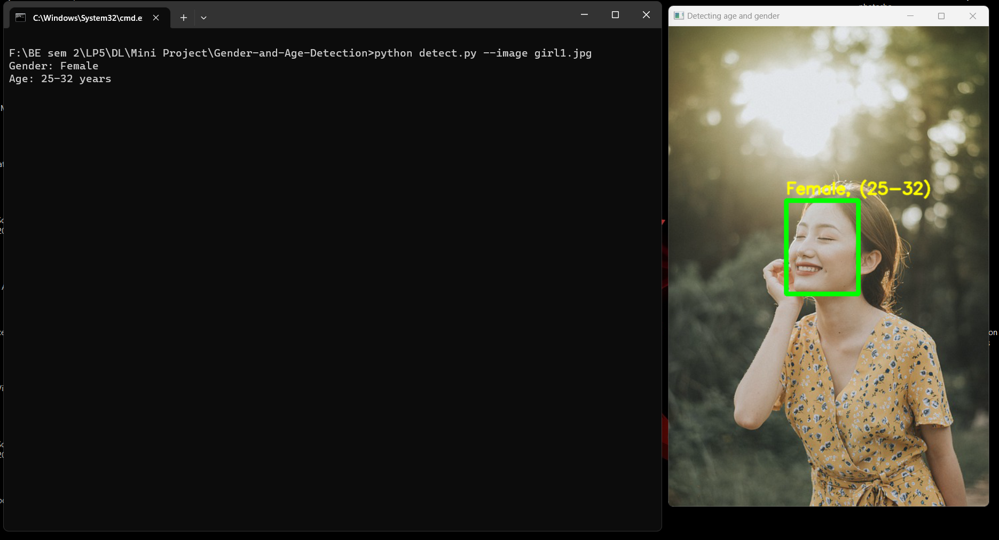 C:\Windows\System32\cmd.e
F:\BE sem 2\LP5\DL\Mini Project\Gender-and-Age-Detection>python detect.py --image girl1.jpg
Gender: Female
Age: 25-32 years
Detecting age and gender
Female, (25-32)
on